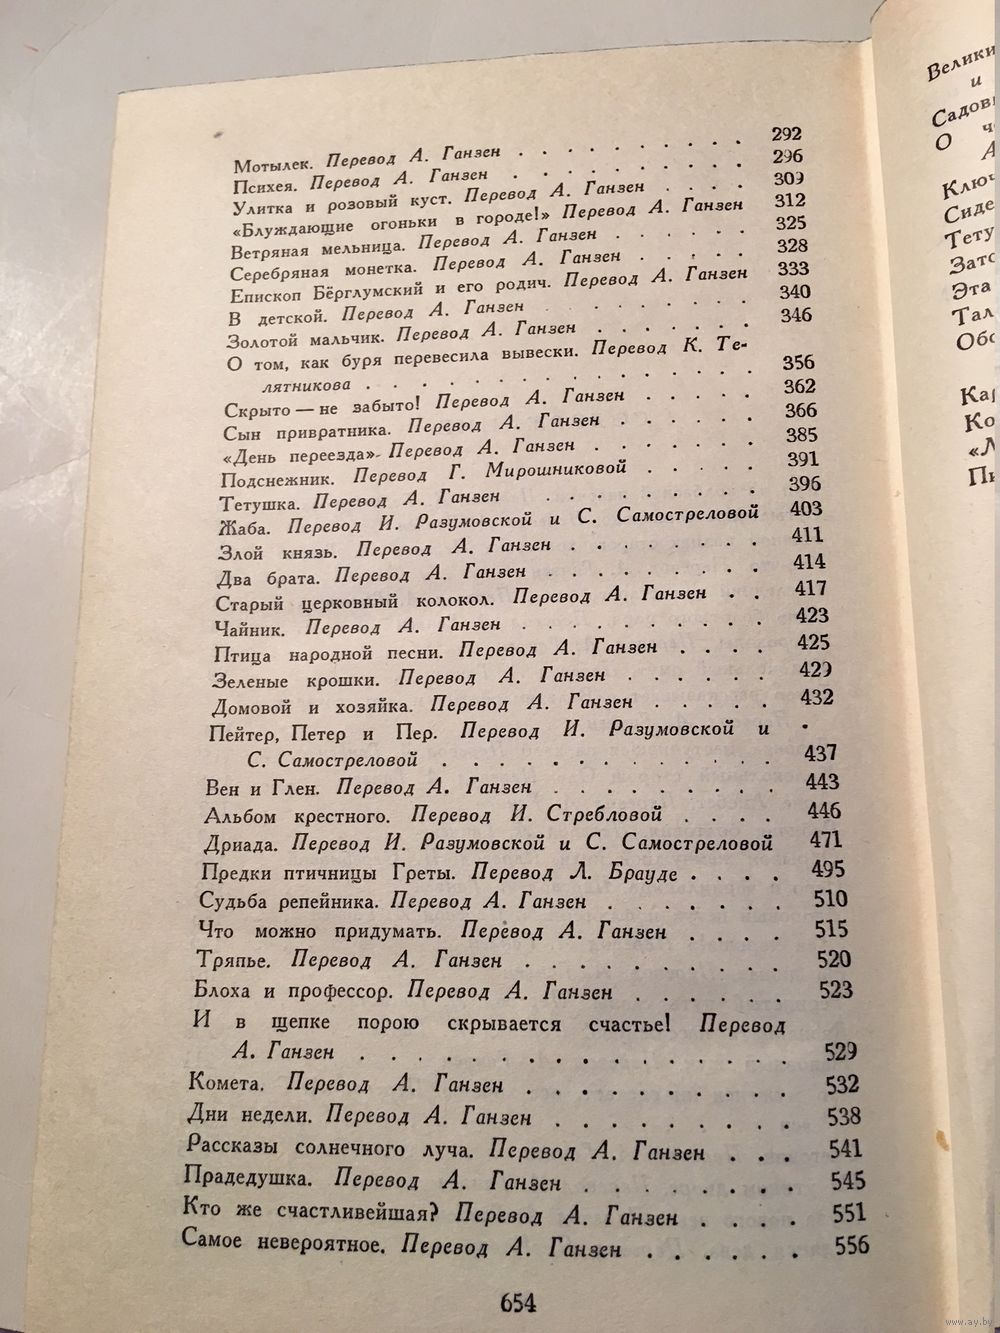 Мотылек. Перевод А. Ганзен . . . . . . . . . 292
Психея. Перевод А. Ганзен . . . . . . . . . 296
Улитка и розовый куст. Перевод А. Ганзен . . . . 309
«Блуждающие огоньки в городе!» Перевод А. Ганзен 312
Ветряная мельница. Перевод А. Ганзен . . . . . . 325
Серебряная монетка. Перевод А. Ганзен . . . . . 328
Епископ Бёрглумский и его родич. Перевод А. Ганзен 333
В детской. Перевод А. Ганзен . . . . . . . 340
Золотой мальчик. Перевод А. Ганзен . . . . . . 346
О том, как буря перевесила вывески. Перевод К. Те-
лятникова . . . . . . . . . . . . . . 356
Скрыто — не забыто! Перевод А. Ганзен . . . . . 362
Сын привратника. Перевод А. Ганзен . . . . . . 366
«День переезда». Перевод А. Ганзен . . . . . . 385
Подснежник. Перевод Г. Мирошниковой . . . . 391
Тетушка. Перевод А. Ганзен . . . . . . . . 396
Жаба. Перевод И. Разумовской и С. Самостреловой 403
Злой князь. Перевод А. Ганзен . . . . . . . . 411
Два брата. Перевод А. Ганзен . . . . . . . . 414
Старый церковный колокол. Перевод А. Ганзен . . 417
Чайник. Перевод А. Ганзен . . . . . . . . . 423
Птица народной песни. Перевод А. Ганзен . . . . 425
Зеленые крошки. Перевод А. Ганзен . . . . . . 429
Домовой и хозяйка. Перевод А. Ганзен . . . . . 432
Пейтер, Петер и Пер. Перевод И. Разумовской и
С. Самостреловой . . . . . . . . . . . . 437
Вен и Глен. Перевод А. Ганзен . . . . . . . . 443
Альбом крестного. Перевод И. Стребловой . . . . 446
Дриада. Перевод И. Разумовской и С. Самостреловой 471
Предки птичницы Греты. Перевод Л. Брауде . . . . 495
Судьба репейника. Перевод А. Ганзен . . . . . . . 510
Что можно придумать. Перевод А. Ганзен . . . . 515
Тряпье. Перевод А. Ганзен . . . . . . . . . . 520
Блоха и профессор. Перевод А. Ганзен . . . . . . 523
И в щепке порою скрывается счастье! Перевод
А. Ганзен . . . . . . . . . . . . . . . 529
Комета. Перевод А. Ганзен . . . . . . . . . . 532
Дни недели. Перевод А. Ганзен . . . . . . . . . 538
Рассказы солнечного луча. Перевод А. Ганзен . . . 541
Прадедушка. Перевод А. Ганзен . . . . . . . . 545
Кто же счастливейшая? Перевод А. Ганзен . . . . 551
Самое невероятное. Перевод А. Ганзен . . . . . . 556
654
и
О
Эта
www.ay.by